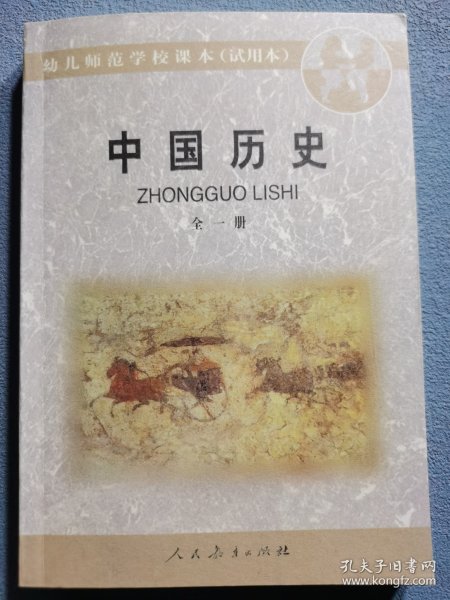 幼儿师范学校课本(试用本)
中国历史
ZHONGGUO LISHI
全一册
人民教育出版社
孔夫子旧书网
www.kongfz.com